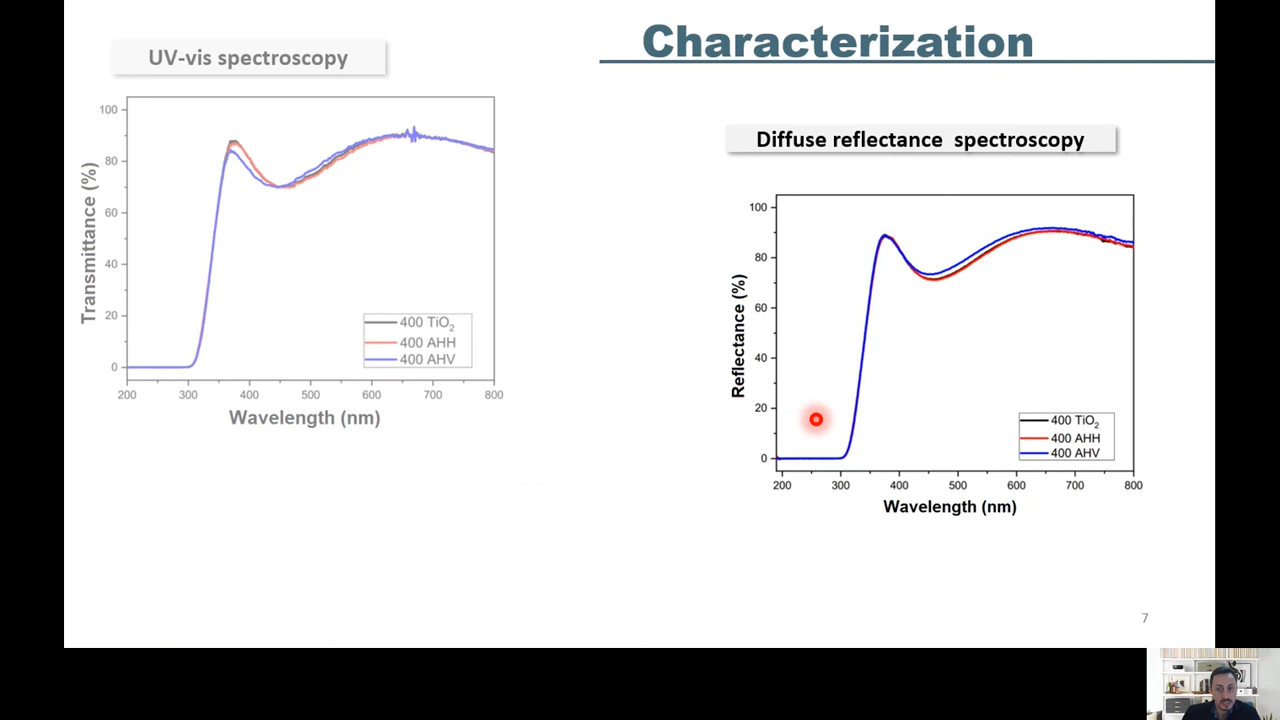 Characterization
UV-vis spectroscopy
100
80
60
40
20
0
Transmittance (%)
400 TiO₂
400 AHH
400 AHV
200 300 400 500 600 700 800
Wavelength (nm)
Diffuse reflectance spectroscopy
100
80
60
40
20
0
Reflectance (%)
400 TiO₂
400 AHH
400 AHV
200 300 400 500 600 700 800
Wavelength (nm)
7